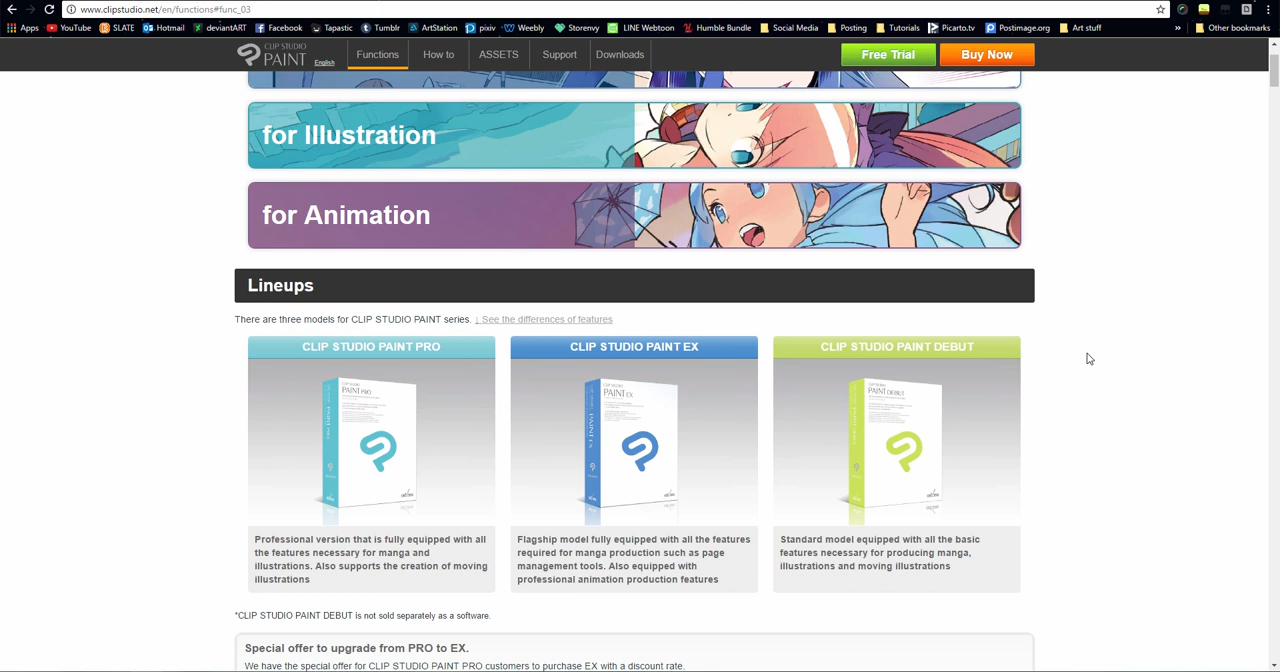 www.clipstudio.net/en/functions#func_03
Apps YouTube SLATE Hotmail deviantART Facebook Tapastic Tumblr ArtStation pixiv Weebly Storenvy LINE Webtoon Humble Bundle Social Media Posting Tutorials Picarto.tv Postimage.org Art stuff » Other bookmarks
CLIP STUDIO
PAINT English Functions How to ASSETS Support Downloads Free Trial Buy Now
for Illustration
for Animation
Lineups
There are three models for CLIP STUDIO PAINT series. ↓ See the differences of features
CLIP STUDIO PAINT PRO
CLIP STUDIO PAINT EX
CLIP STUDIO PAINT DEBUT
CLIP STUDIO
PAINT PRO
CLIP STUDIO
PAINT EX
CLIP STUDIO
PAINT DEBUT
Professional version that is fully equipped with all
the features necessary for manga and
illustrations. Also supports the creation of moving
illustrations
Flagship model fully equipped with all the features
required for manga production such as page
management tools. Also equipped with
professional animation production features
Standard model equipped with all the basic
features necessary for producing manga,
illustrations and moving illustrations
*CLIP STUDIO PAINT DEBUT is not sold separately as a software.
Special offer to upgrade from PRO to EX.
We have the special offer for CLIP STUDIO PAINT PRO customers to purchase EX with a discount rate.